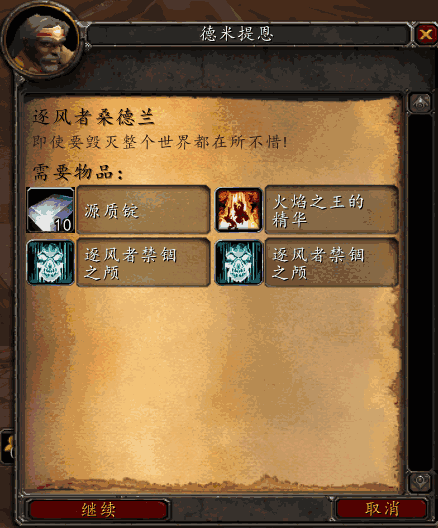 德米提恩
逐风者桑德兰
即使要毁灭整个世界都在所不惜!
需要物品：
10
源质锭
火焰之王的
精华
逐风者禁锢
之颅
逐风者禁锢
之颅
继续
取消